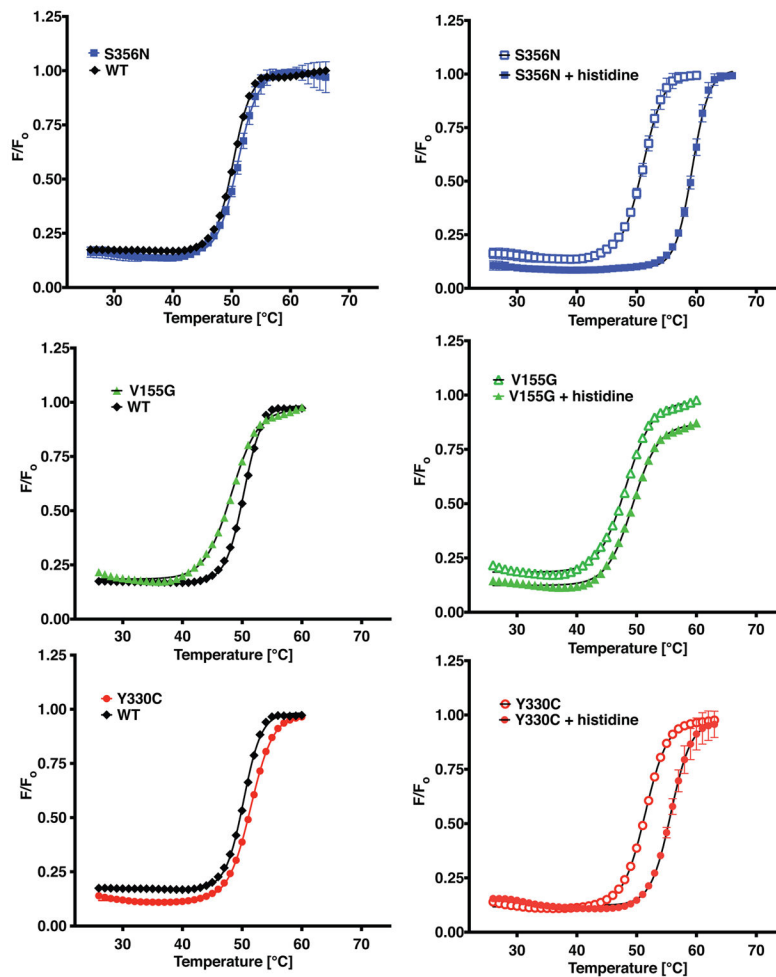 1.25
1.00
0.75
0.50
0.25
0.00
F/Fo
S356N
WT
30 40 50 60 70
Temperature [°C]
1.25
1.00
0.75
0.50
0.25
0.00
F/Fo
S356N
S356N + histidine
30 40 50 60 70
Temperature [°C]
1.25
1.00
0.75
0.50
0.25
0.00
F/Fo
V155G
WT
30 40 50 60 70
Temperature [°C]
1.25
1.00
0.75
0.50
0.25
0.00
F/Fo
V155G
V155G + histidine
30 40 50 60 70
Temperature [°C]
1.25
1.00
0.75
0.50
0.25
0.00
F/Fo
Y330C
WT
30 40 50 60 70
Temperature [°C]
1.25
1.00
0.75
0.50
0.25
0.00
F/Fo
Y330C
Y330C + histidine
30 40 50 60 70
Temperature [°C]